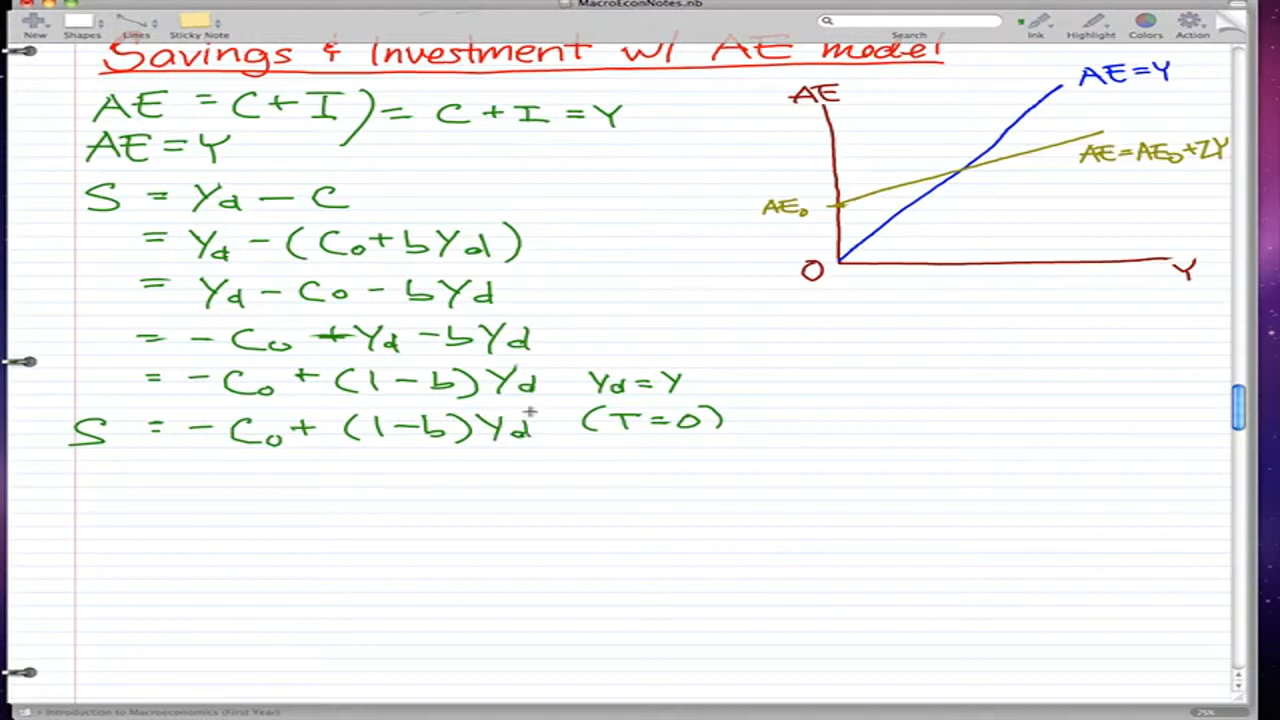 MacroEconNotes.nb
New Shapes Lines Sticky Note Search Ink Highlight Colors Action
Savings & Investment w/ AE model
AE = C + I ) = C + I = Y
AE = Y
S = Yd - C
= Yd - (C₀ + bYd)
= Yd - C₀ - bYd
= - C₀ + Yd - bYd
= - C₀ + (1 - b) Yd Yd = Y
S = - C₀ + (1 - b) Yd (T = 0)
AE
AE = Y
AE = AE₀ + ZY
AE₀
O
Y
Introduction to Macroeconomics (First Year)
75%